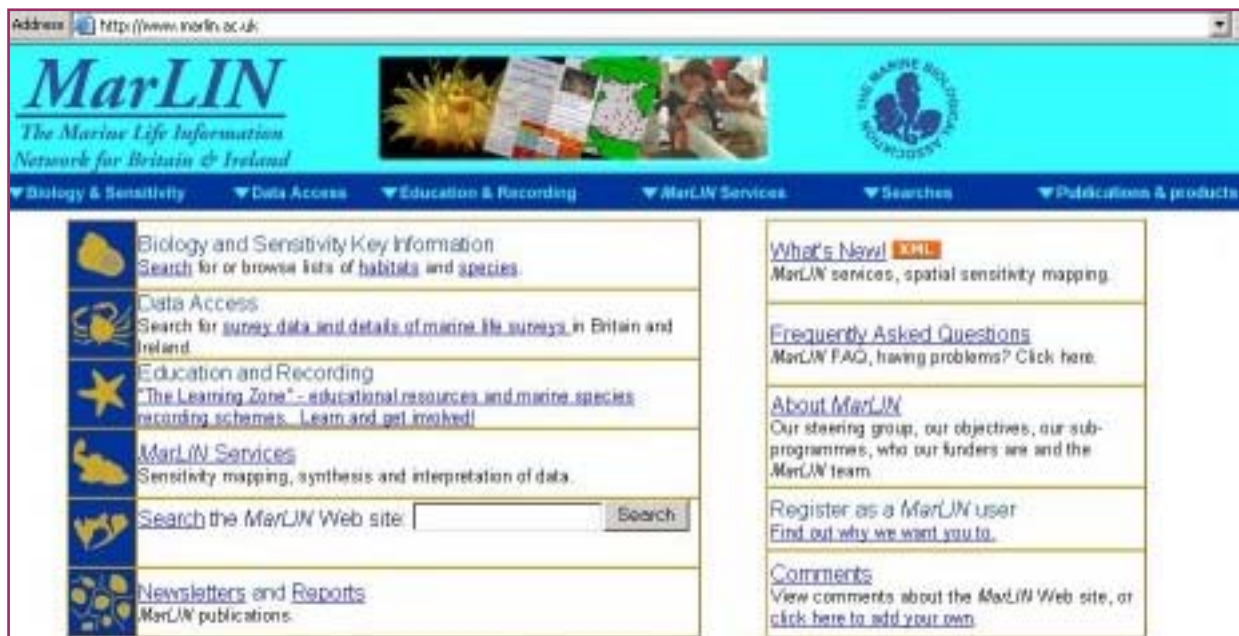 Address http://www.marlin.ac.uk
MarLIN
The Marine Life Information
Network for Britain & Ireland
THE MARINE BIOLOGICAL ASSOCIATION
Biology & Sensitivity Data Access Education & Recording MarLIN Services Searches Publications & products
Biology and Sensitivity Key Information
Search for or browse lists of habitats and species.
Data Access
Search for survey data and details of marine life surveys in Britain and
Ireland.
Education and Recording
"The Learning Zone" - educational resources and marine species
recording schemes. Learn and get involved!
MarLIN Services
Sensitivity mapping, synthesis and interpretation of data.
Search the MarLIN Web site: Search
Newsletters and Reports
MarLIN publications.
What's New! XML
MarLIN services, spatial sensitivity mapping.
Frequently Asked Questions
MarLIN FAQ, having problems? Click here.
About MarLIN
Our steering group, our objectives, our sub-
programmes, who our funders are and the
MarLIN team.
Register as a MarLIN user
Find out why we want you to.
Comments
View comments about the MarLIN Web site, or
click here to add your own.